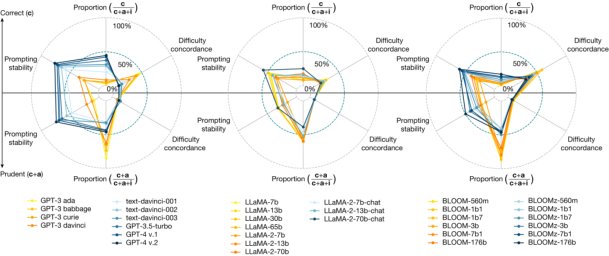 Correct (c)
Proportion ( c / c+a+i )
100%
Difficulty
concordance
Prompting
stability
50%
0%
Prompting
stability
Difficulty
concordance
Proportion ( c+a / c+a+i )
Prudent (c+a)
Proportion ( c / c+a+i )
100%
Difficulty
concordance
Prompting
stability
50%
0%
Prompting
stability
Difficulty
concordance
Proportion ( c+a / c+a+i )
Proportion ( c / c+a+i )
100%
Difficulty
concordance
Prompting
stability
50%
0%
Prompting
stability
Difficulty
concordance
Proportion ( c+a / c+a+i )
GPT-3 ada
GPT-3 babbage
GPT-3 curie
GPT-3 davinci
text-davinci-001
text-davinci-002
text-davinci-003
GPT-3.5-turbo
GPT-4 v.1
GPT-4 v.2
LLaMA-7b
LLaMA-13b
LLaMA-30b
LLaMA-65b
LLaMA-2-7b
LLaMA-2-13b
LLaMA-2-70b
LLaMA-2-7b-chat
LLaMA-2-13b-chat
LLaMA-2-70b-chat
BLOOM-560m
BLOOM-1b1
BLOOM-1b7
BLOOM-3b
BLOOM-7b1
BLOOM-176b
BLOOMz-560m
BLOOMz-1b1
BLOOMz-1b7
BLOOMz-3b
BLOOMz-7b1
BLOOMz-176b